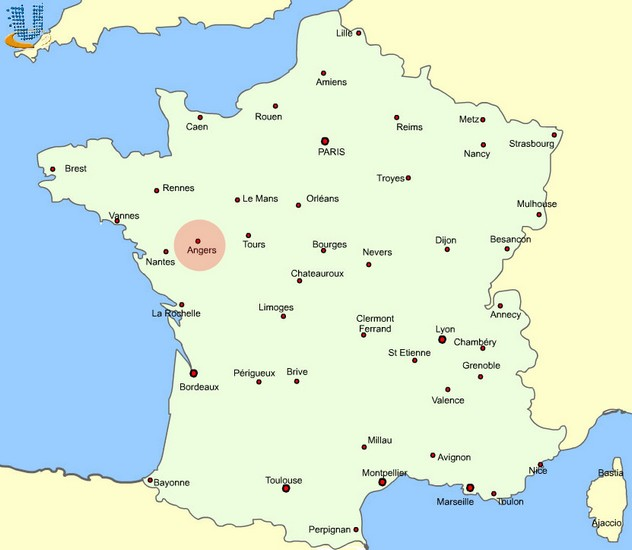 Lille
Amiens
Rouen
Caen
Reims
Metz
Strasbourg
Nancy
PARIS
Brest
Troyes
Rennes
Le Mans
Orléans
Mulhouse
Vannes
Angers
Tours
Bourges
Dijon
Besancon
Nevers
Nantes
Chateauroux
La Rochelle
Limoges
Clermont
Ferrand
Annecy
Lyon
Chambéry
St Etienne
Grenoble
Périgueux
Brive
Bordeaux
Valence
Millau
Avignon
Nice
Bastia
Montpellier
Bayonne
Toulouse
Marseille
Toulon
Ajaccio
Perpignan